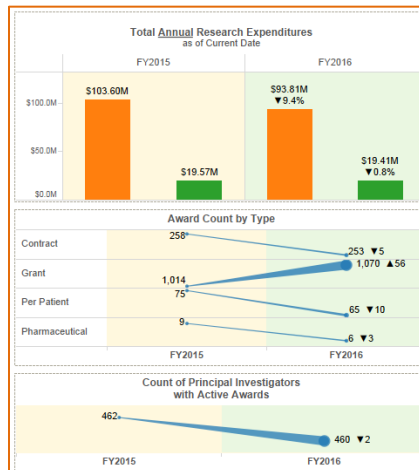 Total Annual Research Expenditures
as of Current Date
FY2015 FY2016
$103.60M
$93.81M
▼9.4%
$100.0M
$50.0M
$19.57M
$19.41M
▼0.8%
$0.0M
Award Count by Type
Contract 258 253 ▼5
Grant 1,014 1,070 ▲56
Per Patient 75 65 ▼10
Pharmaceutical 9 6 ▼3
FY2015 FY2016
Count of Principal Investigators
with Active Awards
462
460 ▼2
FY2015 FY2016